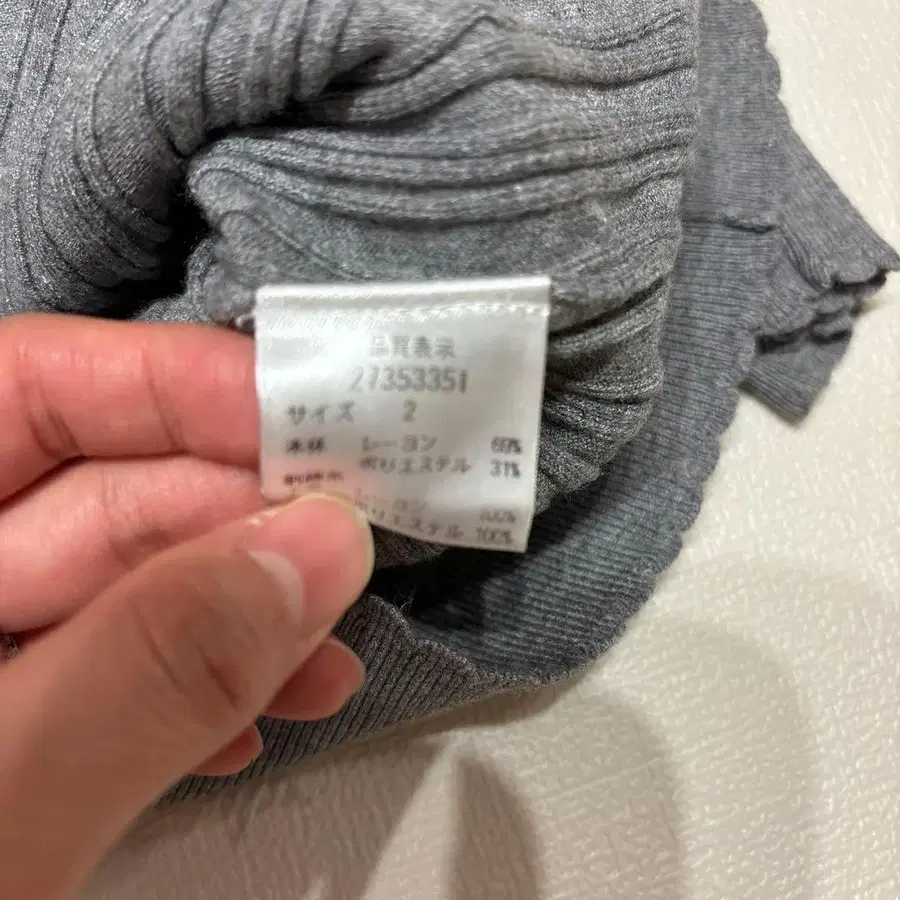 品質表示
27353351
サイズ 2
本体 レーヨン 69%
ポリエステル 31%
レーヨン 100%
ポリエステル 100%